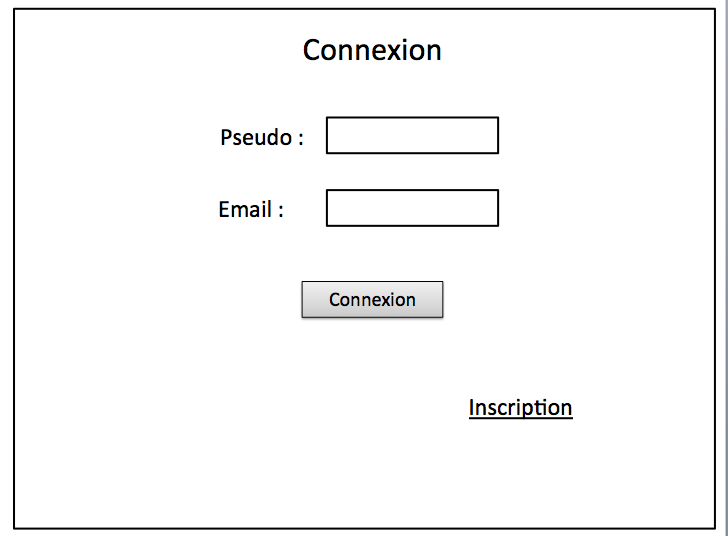 Connexion
Pseudo :
Email :
Connexion
Inscription